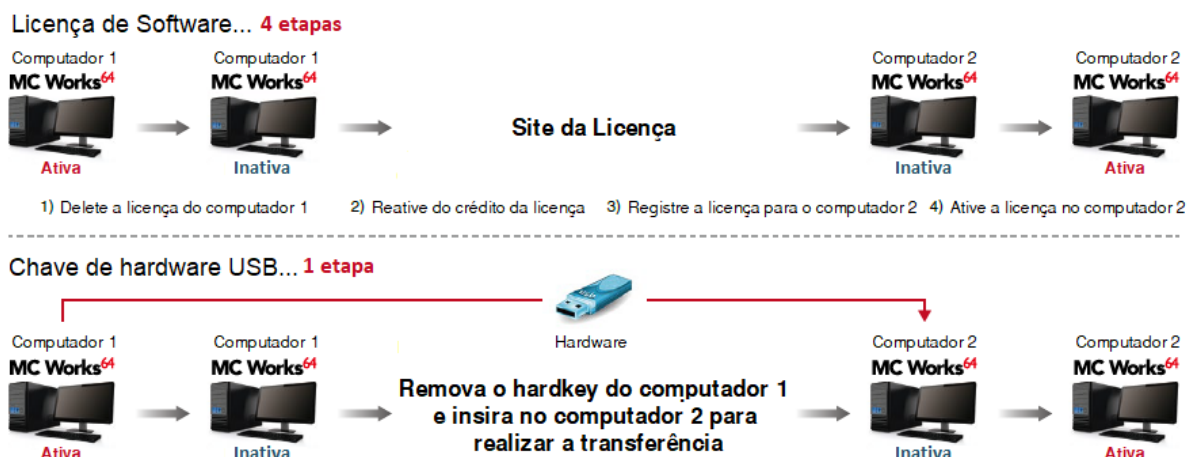 Licença de Software... 4 etapas
Computador 1 Computador 1 Computador 2 Computador 2
MC Works64 MC Works64 MC Works64 MC Works64
Site da Licença
Ativa Inativa Inativa Ativa
1) Delete a licença do computador 1 2) Reative do crédito da licença 3) Registre a licença para o computador 2 4) Ative a licença no computador 2
Chave de hardware USB... 1 etapa
Computador 1 Computador 1 Hardware Computador 2 Computador 2
MC Works64 MC Works64 MC Works64 MC Works64
Remova o hardkey do computador 1
e insira no computador 2 para
realizar a transferência
Ativa Inativa Inativa Ativa